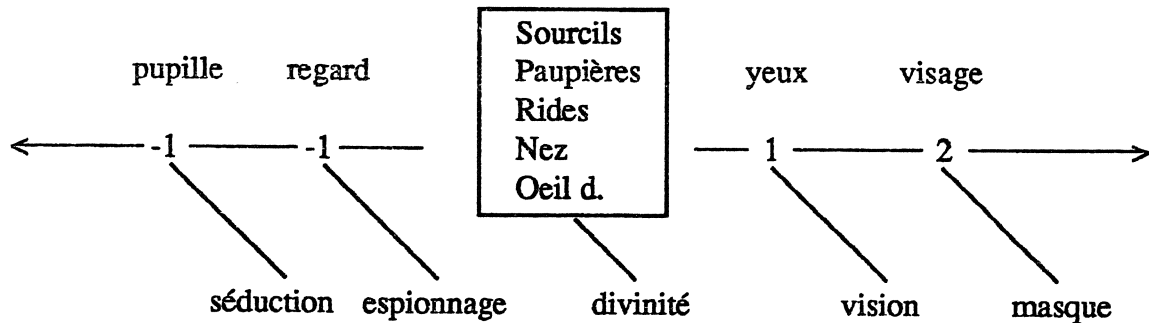 Sourcils
pupille regard Paupières yeux visage
Rides
-1 -1 Nez 1 2
Oeil d.
séduction espionnage divinité vision masque